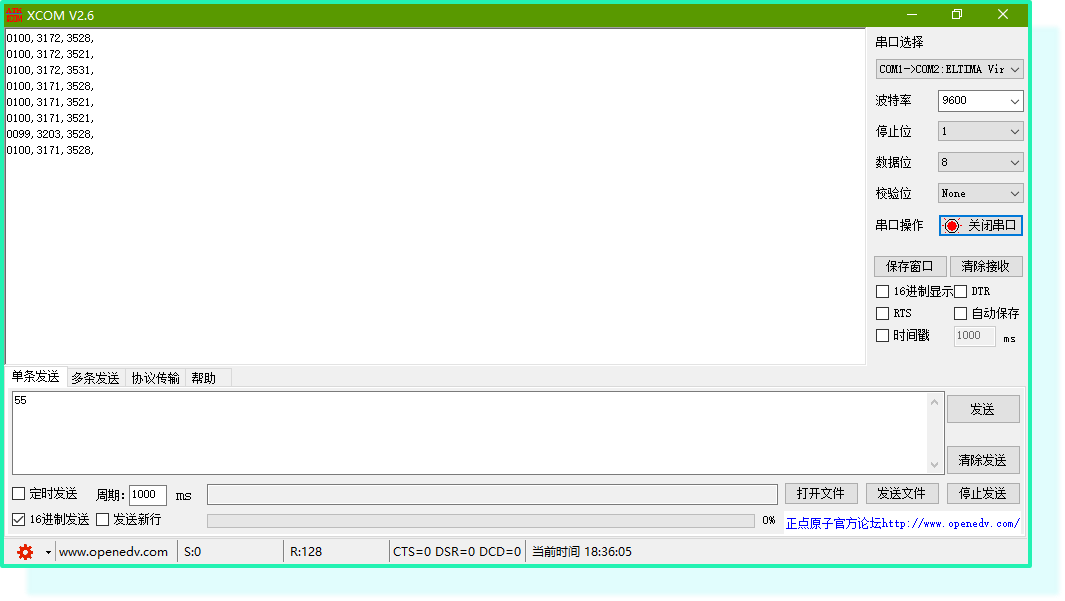 XCOM V2.6
0100, 3172, 3528,
0100, 3172, 3521,
0100, 3172, 3531,
0100, 3171, 3528,
0100, 3171, 3521,
0100, 3171, 3521,
0099, 3203, 3528,
0100, 3171, 3528,
串口选择
COM1->COM2:ELTIMA Vir
波特率 9600
停止位 1
数据位 8
校验位 None
串口操作 关闭串口
保存窗口 清除接收
16进制显示 DTR
RTS 自动保存
时间戳 1000 ms
单条发送 多条发送 协议传输 帮助
55
发送
清除发送
定时发送 周期: 1000 ms 打开文件 发送文件 停止发送
16进制发送 发送新行 0% 正点原子官方论坛http://www.openedv.com/
www.openedv.com S:0 R:128 CTS=0 DSR=0 DCD=0 当前时间 18:36:05